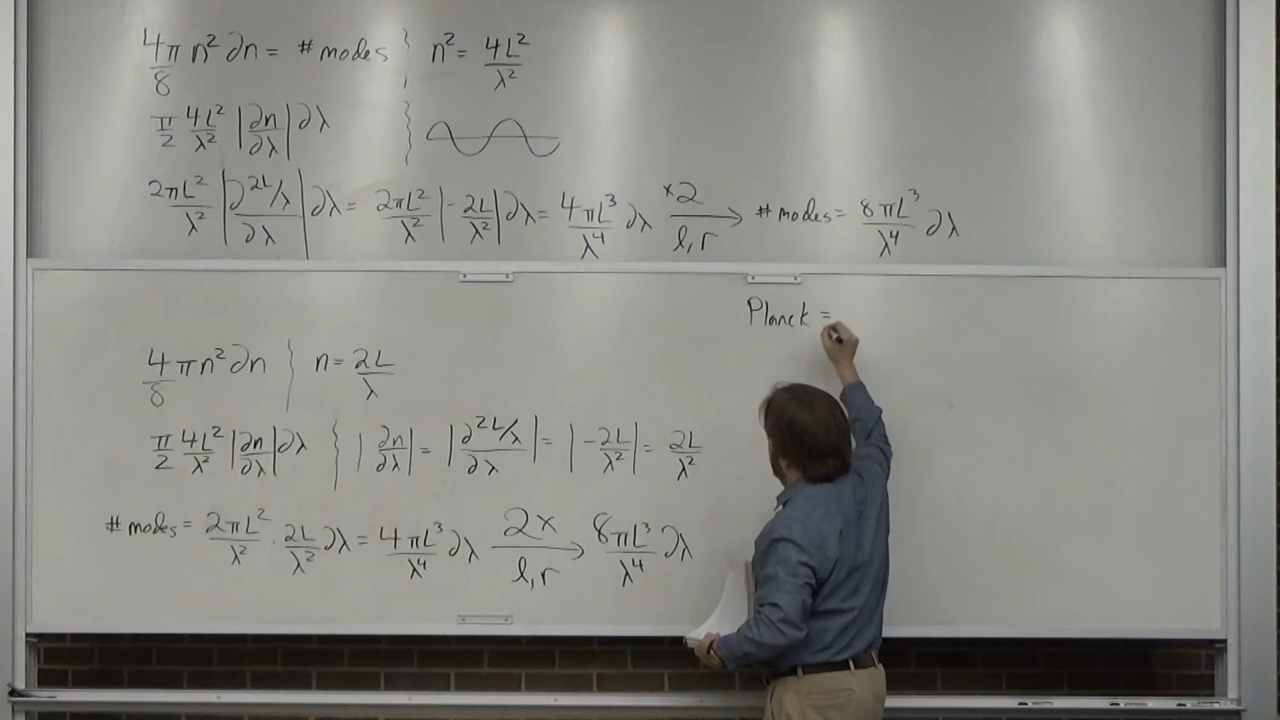 4π/8 n² ∂n = # modes } n² = 4L²/λ²
π/2 4L²/λ² |∂n/∂λ| ∂λ
2πL²/λ² |∂ 2L/λ / ∂λ| ∂λ = 2πL²/λ² |-2L/λ²| ∂λ = 4πL³/λ⁴ ∂λ ×2/l,r → # modes = 8πL³/λ⁴ ∂λ
Planck =
4/8 πn² ∂n } n = 2L/λ
π/2 4L²/λ² |∂n/∂λ| ∂λ } |∂n/∂λ| = |∂ 2L/λ / ∂λ| = |-2L/λ²| = 2L/λ²
# modes = 2πL²/λ² · 2L/λ² ∂λ = 4πL³/λ⁴ ∂λ 2×/l,r → 8πL³/λ⁴ ∂λ